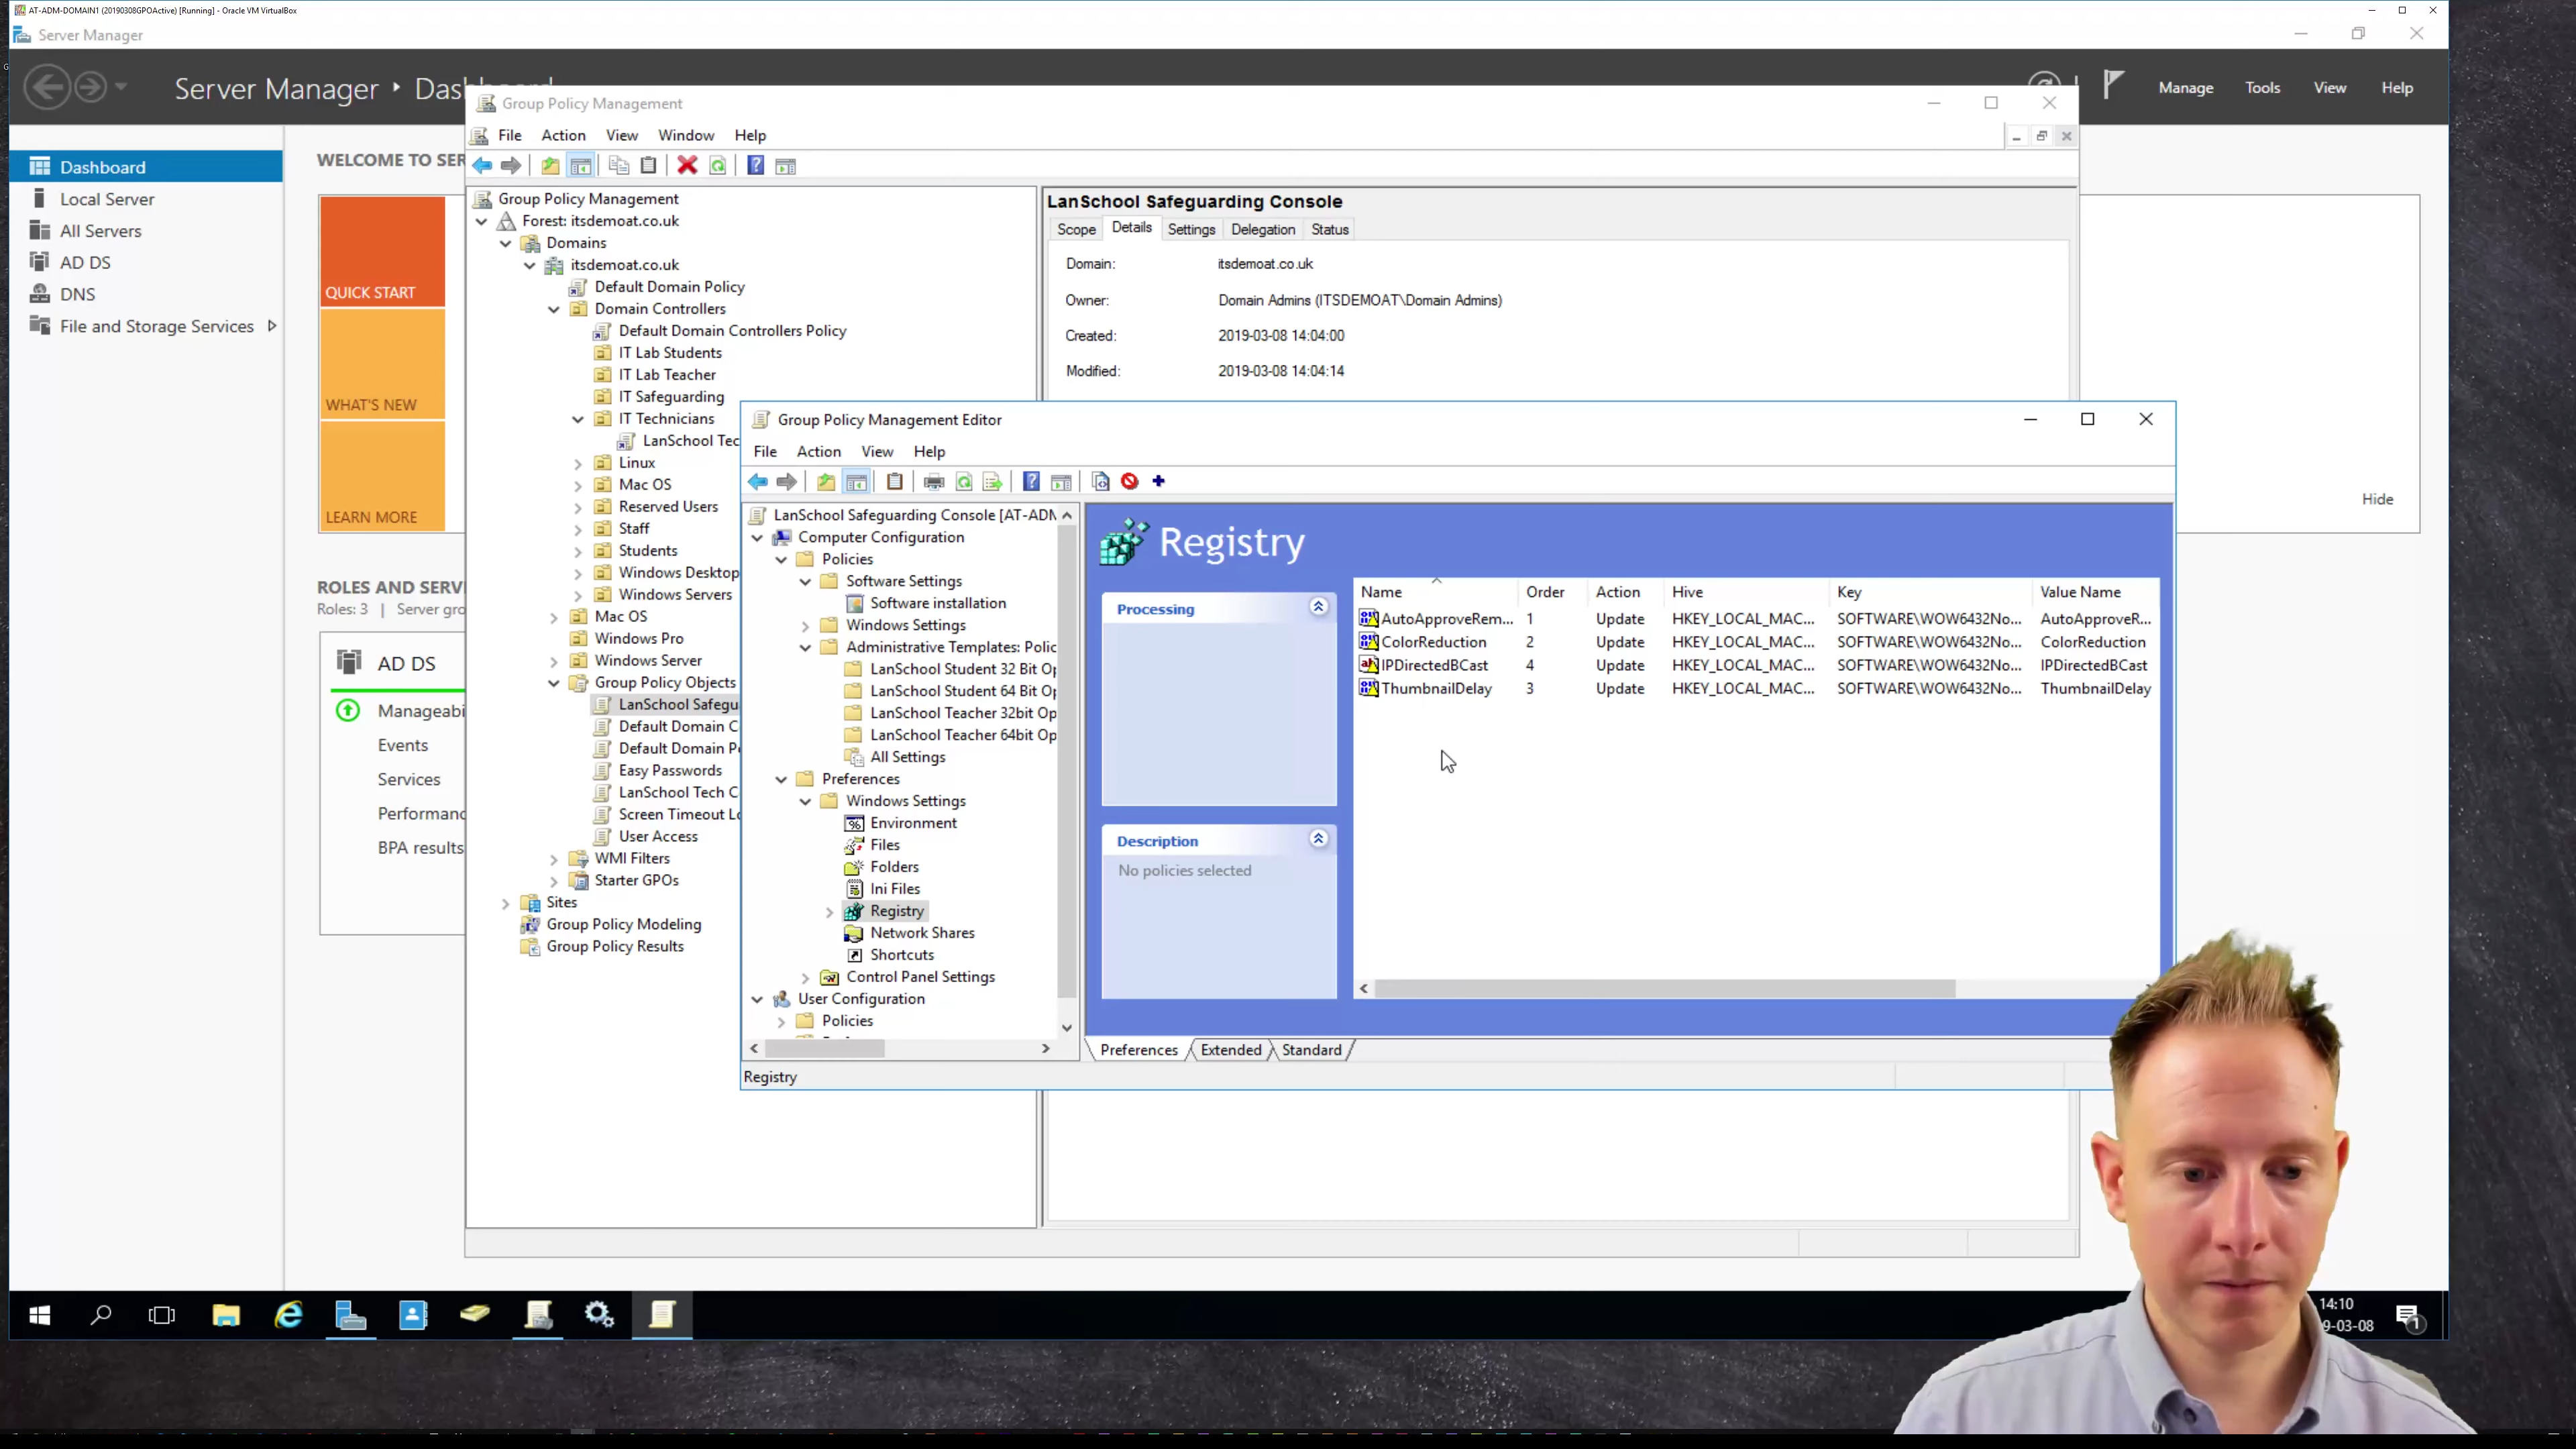 AT-ADM-DOMAIN1 (20190308GPOActive) [Running] - Oracle VM VirtualBox
Server Manager
Server Manager
Manage Tools View Help
Dashboard
Local Server
All Servers
AD DS
DNS
File and Storage Services
WELCOME TO SER
QUICK START
WHAT'S NEW
LEARN MORE
Hide
ROLES AND SERV
Roles: 3 | Server gro
AD DS
Manageabi
Events
Services
Performanc
BPA results
Group Policy Management
File Action View Window Help
Group Policy Management
Forest: itsdemoat.co.uk
Domains
itsdemoat.co.uk
Default Domain Policy
Domain Controllers
Default Domain Controllers Policy
IT Lab Students
IT Lab Teacher
IT Safeguarding
IT Technicians
LanSchool Tec
Linux
Mac OS
Reserved Users
Staff
Students
Windows Desktop
Windows Servers
Mac OS
Windows Pro
Windows Server
Group Policy Objects
LanSchool Safegu
Default Domain C
Default Domain P
Easy Passwords
LanSchool Tech C
Screen Timeout Lo
User Access
WMI Filters
Starter GPOs
Sites
Group Policy Modeling
Group Policy Results
LanSchool Safeguarding Console
Scope Details Settings Delegation Status
Domain: itsdemoat.co.uk
Owner: Domain Admins (ITSDEMOAT\Domain Admins)
Created: 2019-03-08 14:04:00
Modified: 2019-03-08 14:04:14
Group Policy Management Editor
File Action View Help
LanSchool Safeguarding Console [AT-ADM
Computer Configuration
Policies
Software Settings
Software installation
Windows Settings
Administrative Templates: Polic
LanSchool Student 32 Bit Op
LanSchool Student 64 Bit Op
LanSchool Teacher 32bit Op
LanSchool Teacher 64bit Op
All Settings
Preferences
Windows Settings
Environment
Files
Folders
Ini Files
Registry
Network Shares
Shortcuts
Control Panel Settings
User Configuration
Policies
Registry
Processing
Description
No policies selected
Name Order Action Hive Key Value Name
AutoApproveRem... 1 Update HKEY_LOCAL_MAC... SOFTWARE\WOW6432No... AutoApproveR...
ColorReduction 2 Update HKEY_LOCAL_MAC... SOFTWARE\WOW6432No... ColorReduction
IPDirectedBCast 4 Update HKEY_LOCAL_MAC... SOFTWARE\WOW6432No... IPDirectedBCast
ThumbnailDelay 3 Update HKEY_LOCAL_MAC... SOFTWARE\WOW6432No... ThumbnailDelay
Preferences Extended Standard
Registry
14:10
9-03-08
1